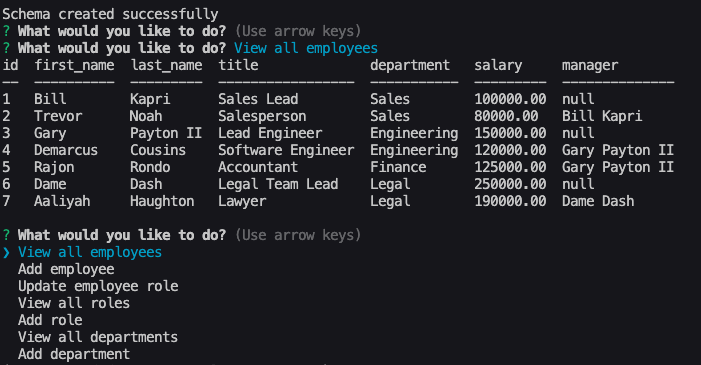 Schema created successfully
? What would you like to do? (Use arrow keys)
? What would you like to do? View all employees
id  first_name  last_name  title              department   salary     manager
--  ----------  ---------  -----------------  -----------  ---------  --------------
1   Bill        Kapri      Sales Lead         Sales        100000.00  null
2   Trevor      Noah       Salesperson        Sales        80000.00   Bill Kapri
3   Gary        Payton II  Lead Engineer      Engineering  150000.00  null
4   Demarcus    Cousins    Software Engineer  Engineering  120000.00  Gary Payton II
5   Rajon       Rondo      Accountant         Finance      125000.00  Gary Payton II
6   Dame        Dash       Legal Team Lead    Legal        250000.00  null
7   Aaliyah     Haughton   Lawyer             Legal        190000.00  Dame Dash
? What would you like to do? (Use arrow keys)
❯ View all employees
  Add employee
  Update employee role
  View all roles
  Add role
  View all departments
  Add department